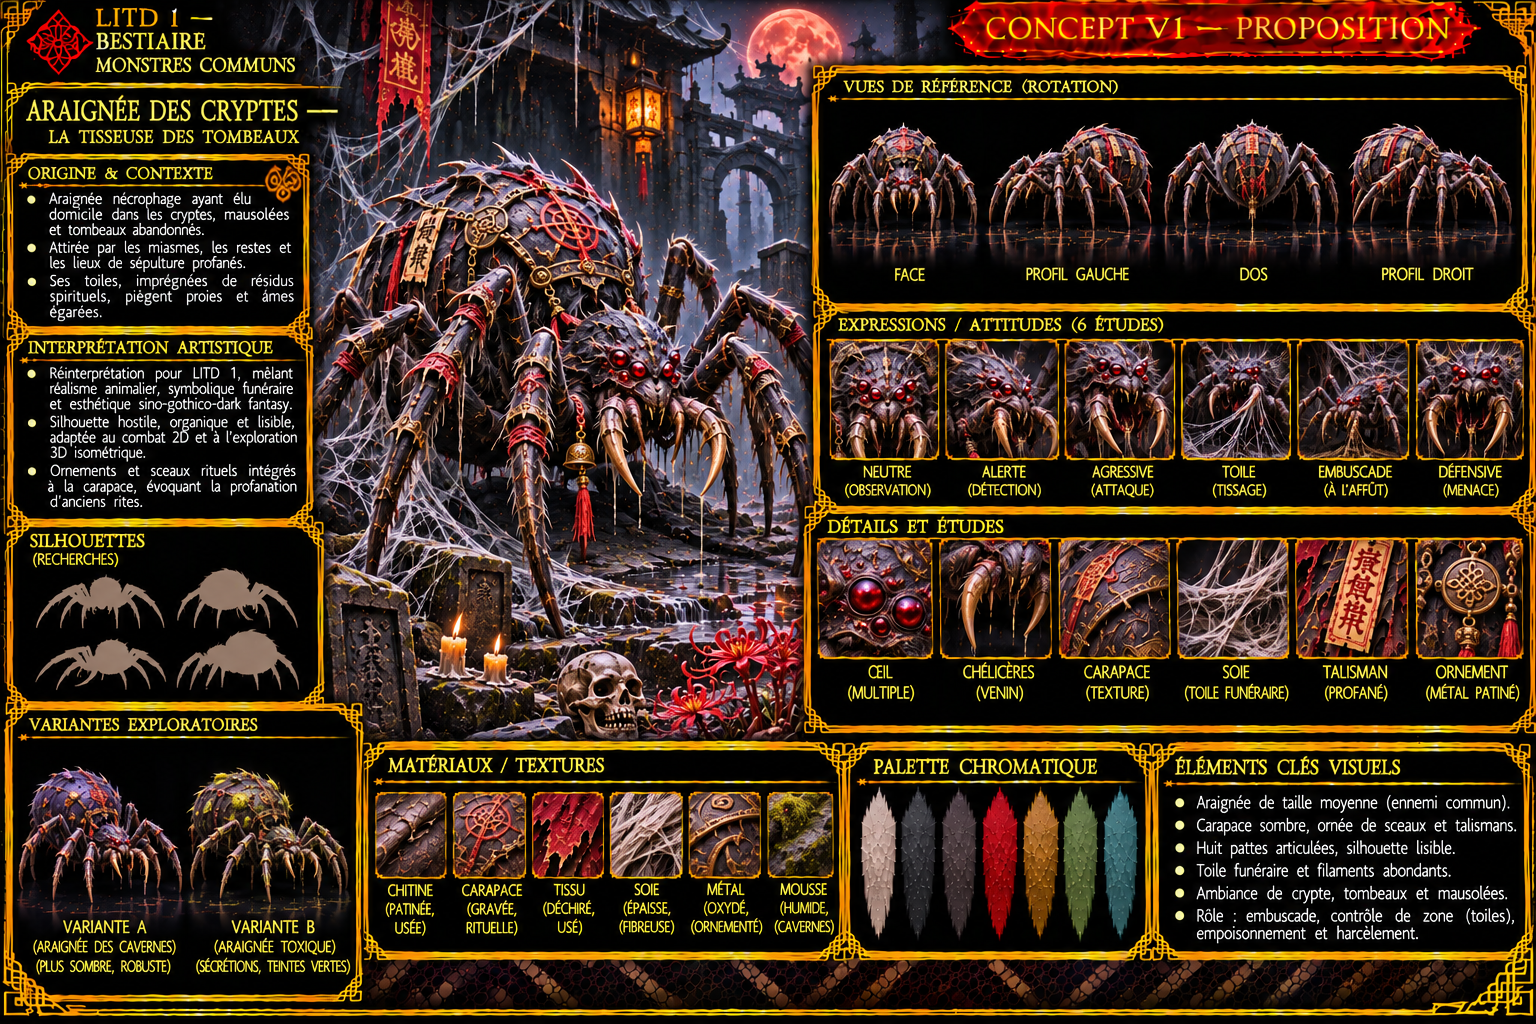 LITD 1 —
BESTIAIRE
MONSTRES COMMUNS
ARAIGNÉE DES CRYPTES —
LA TISSEUSE DES TOMBEAUX
ORIGINE & CONTEXTE
Araignée nécrophage ayant élu
domicile dans les cryptes, mausolées
et tombeaux abandonnés.
Attirée par les miasmes, les restes et
les lieux de sépulture profanés.
Ses toiles, imprégnées de résidus
spirituels, piègent proies et âmes
égarées.
INTERPRÉTATION ARTISTIQUE
Réinterprétation pour LITD 1, mêlant
réalisme animalier, symbolique funéraire
et esthétique sino-gothico-dark fantasy.
Silhouette hostile, organique et lisible,
adaptée au combat 2D et à l'exploration
3D isométrique.
Ornements et sceaux rituels intégrés
à la carapace, évoquant la profanation
d'anciens rites.
SILHOUETTES
(RECHERCHES)
VARIANTES EXPLORATOIRES
VARIANTE A
(ARAIGNÉE DES CAVERNES)
(PLUS SOMBRE, ROBUSTE)
VARIANTE B
(ARAIGNÉE TOXIQUE)
(SÉCRÉTIONS, TEINTES VERTES)
CONCEPT V1 — PROPOSITION
VUES DE RÉFÉRENCE (ROTATION)
FACE
PROFIL GAUCHE
DOS
PROFIL DROIT
EXPRESSIONS / ATTITUDES (6 ÉTUDES)
NEUTRE
(OBSERVATION)
ALERTE
(DÉTECTION)
AGRESSIVE
(ATTAQUE)
TOILE
(TISSAGE)
EMBUSCADE
(À L'AFFÛT)
DÉFENSIVE
(MENACE)
DÉTAILS ET ÉTUDES
ŒIL
(MULTIPLE)
CHÉLICÈRES
(VENIN)
CARAPACE
(TEXTURE)
SOIE
(TOILE FUNÉRAIRE)
TALISMAN
(PROFANÉ)
ORNEMENT
(MÉTAL PATINÉ)
MATÉRIAUX / TEXTURES
CHITINE
(PATINÉE,
USÉE)
CARAPACE
(GRAVÉE,
RITUELLE)
TISSU
(DÉCHIRÉ,
USÉ)
SOIE
(ÉPAISSE,
FIBREUSE)
MÉTAL
(OXYDÉ,
ORNEMENTÉ)
MOUSSE
(HUMIDE,
CAVERNES)
PALETTE CHROMATIQUE
ÉLÉMENTS CLÉS VISUELS
Araignée de taille moyenne (ennemi commun).
Carapace sombre, ornée de sceaux et talismans.
Huit pattes articulées, silhouette lisible.
Toile funéraire et filaments abondants.
Ambiance de crypte, tombeaux et mausolées.
Rôle : embuscade, contrôle de zone (toiles),
empoisonnement et harcèlement.